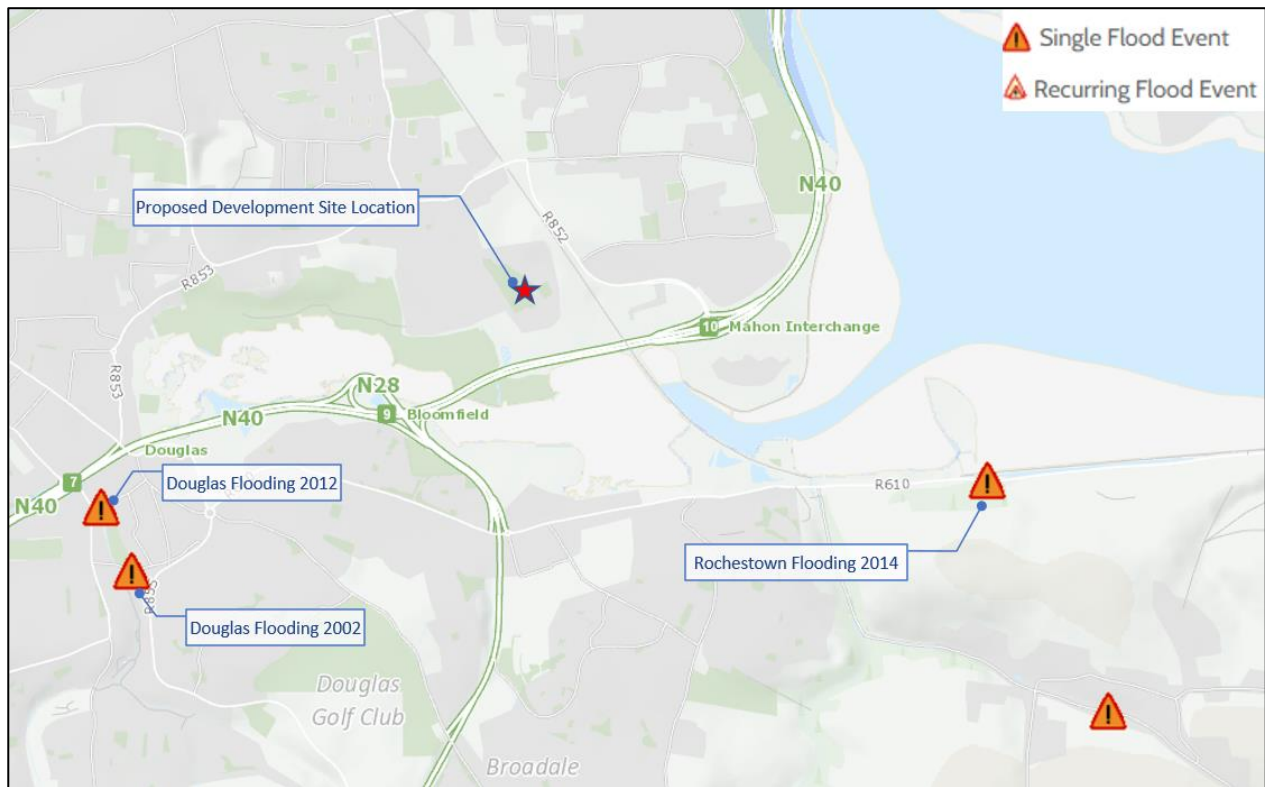 Single Flood Event
Recurring Flood Event
N40
Proposed Development Site Location
R852
R853
10 Mahon Interchange
R853
N28
N40
9 Bloomfield
Douglas
7
N40
Douglas Flooding 2012
R610
Rochestown Flooding 2014
R855
Douglas Flooding 2002
Douglas
Golf Club
Broadale